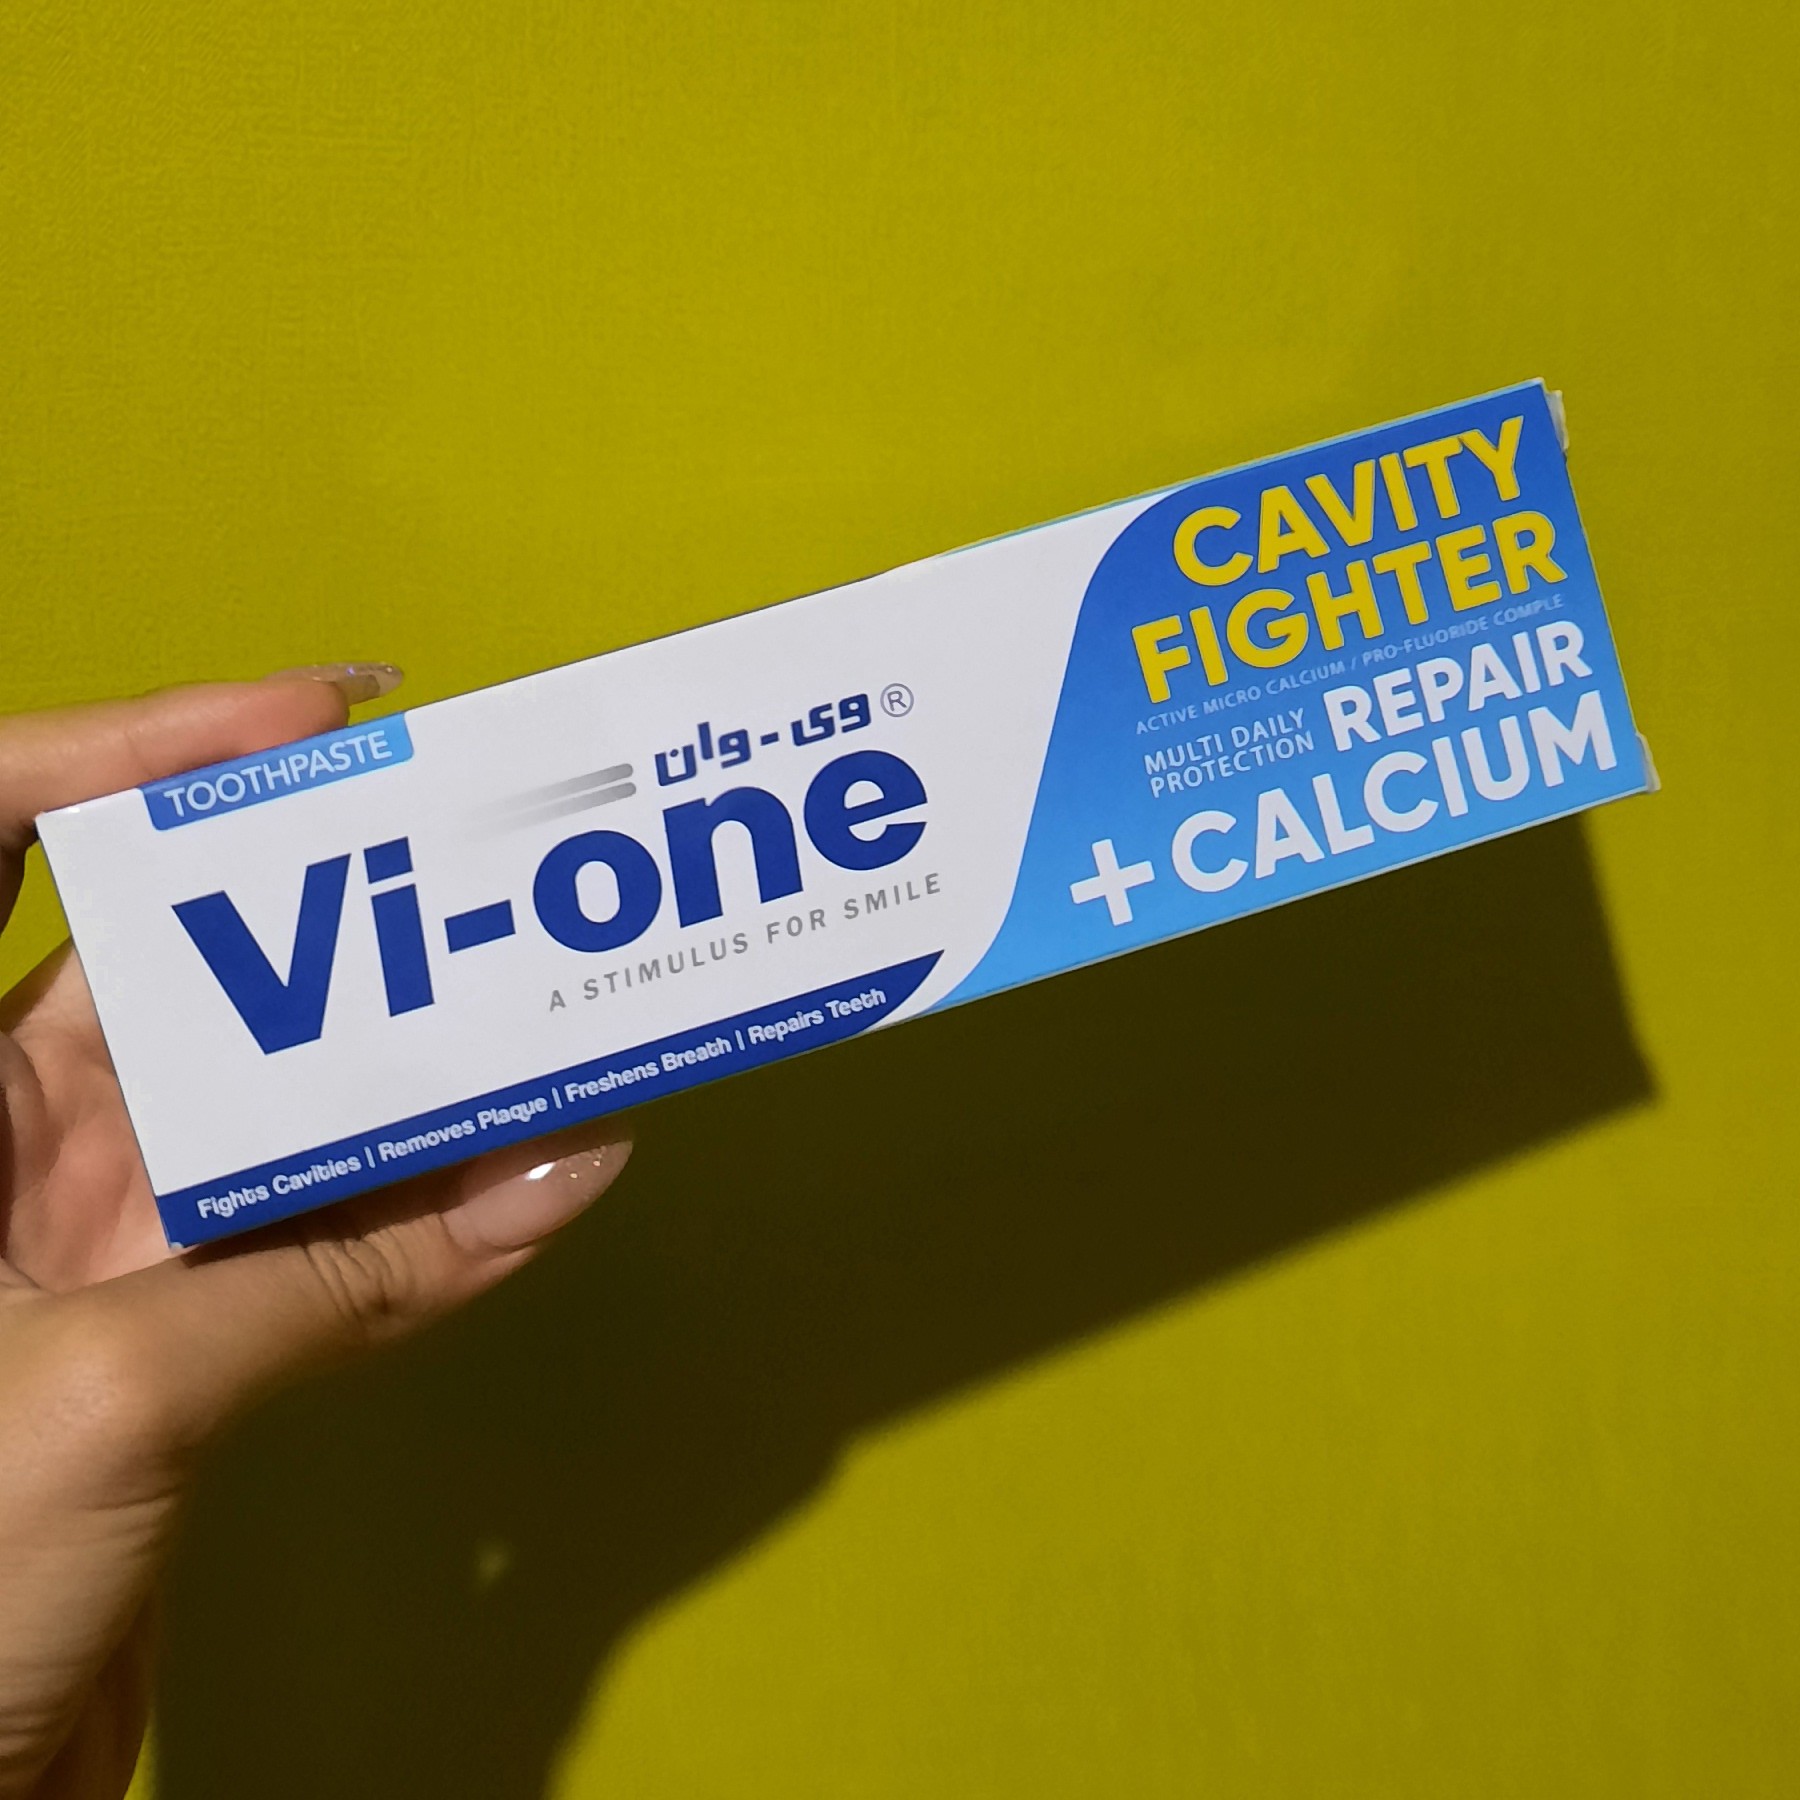 TOOTHPASTE
وی-وان®
Vi-one
A STIMULUS FOR SMILE
Fights Cavities | Removes Plaque | Freshens Breath | Repairs Teeth
CAVITY
FIGHTER
ACTIVE MICRO CALCIUM / PRO-FLUORIDE COMPLE
MULTI DAILY
PROTECTION
REPAIR
+CALCIUM